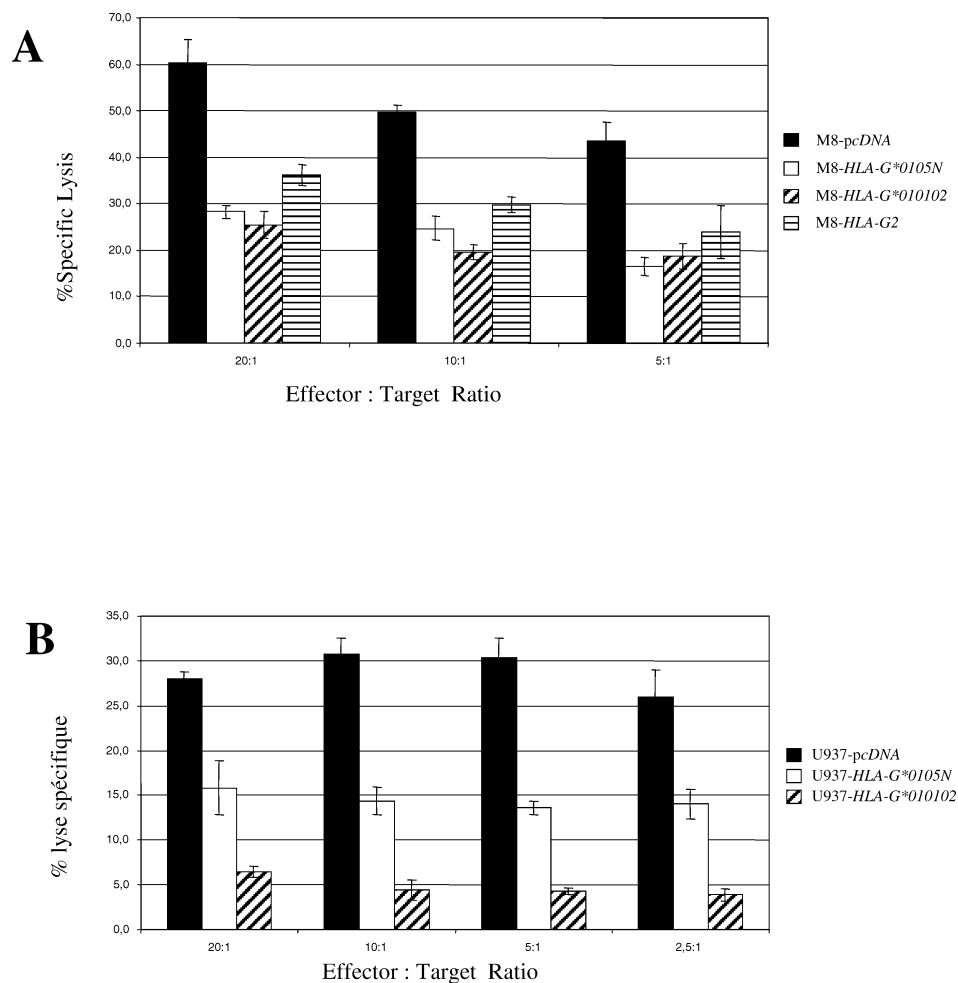 A
%Specific Lysis
70,0
60,0
50,0
40,0
30,0
20,0
10,0
0,0
20:1
10:1
5:1
Effector : Target Ratio
M8-pcDNA
M8-HLA-G*0105N
M8-HLA-G*010102
M8-HLA-G2
B
% lyse spécifique
35,0
30,0
25,0
20,0
15,0
10,0
5,0
0,0
20:1
10:1
5:1
2,5:1
Effector : Target Ratio
U937-pcDNA
U937-HLA-G*0105N
U937-HLA-G*010102